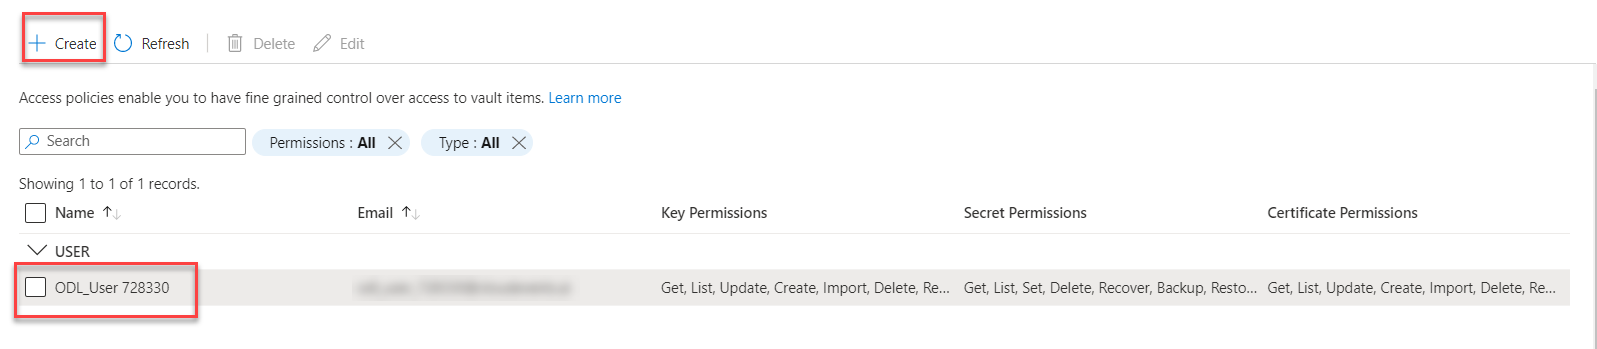 Create Refresh Delete Edit
Access policies enable you to have fine grained control over access to vault items. Learn more
Search Permissions : All Type : All
Showing 1 to 1 of 1 records.
Name Email Key Permissions Secret Permissions Certificate Permissions
USER
ODL_User 728330 Get, List, Update, Create, Import, Delete, Re... Get, List, Set, Delete, Recover, Backup, Resto... Get, List, Update, Create, Import, Delete, Re...